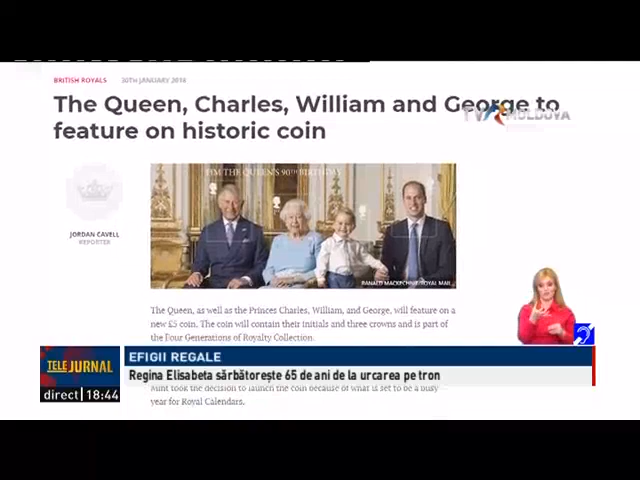 BRITISH ROYALS 30TH JANUARY 2018
The Queen, Charles, William and George to
feature on historic coin
TV MOLDOVA
HM THE QUEEN'S 90TH BIRTHDAY
JORDAN CAVELL
REPORTER
RANALD MACKECHNIE/ROYAL MAIL
The Queen, as well as the Princes Charles, William, and George, will feature on a
new £5 coin. The coin will contain their initials and three crowns and is part of
the Four Generations of Royalty Collection.
TELEJURNAL
EFIGII REGALE
Regina Elisabeta sărbătorește 65 de ani de la urcarea pe tron
direct 18:44
Mint took the decision to launch the coin because of what is set to be a busy
year for Royal Calendars.